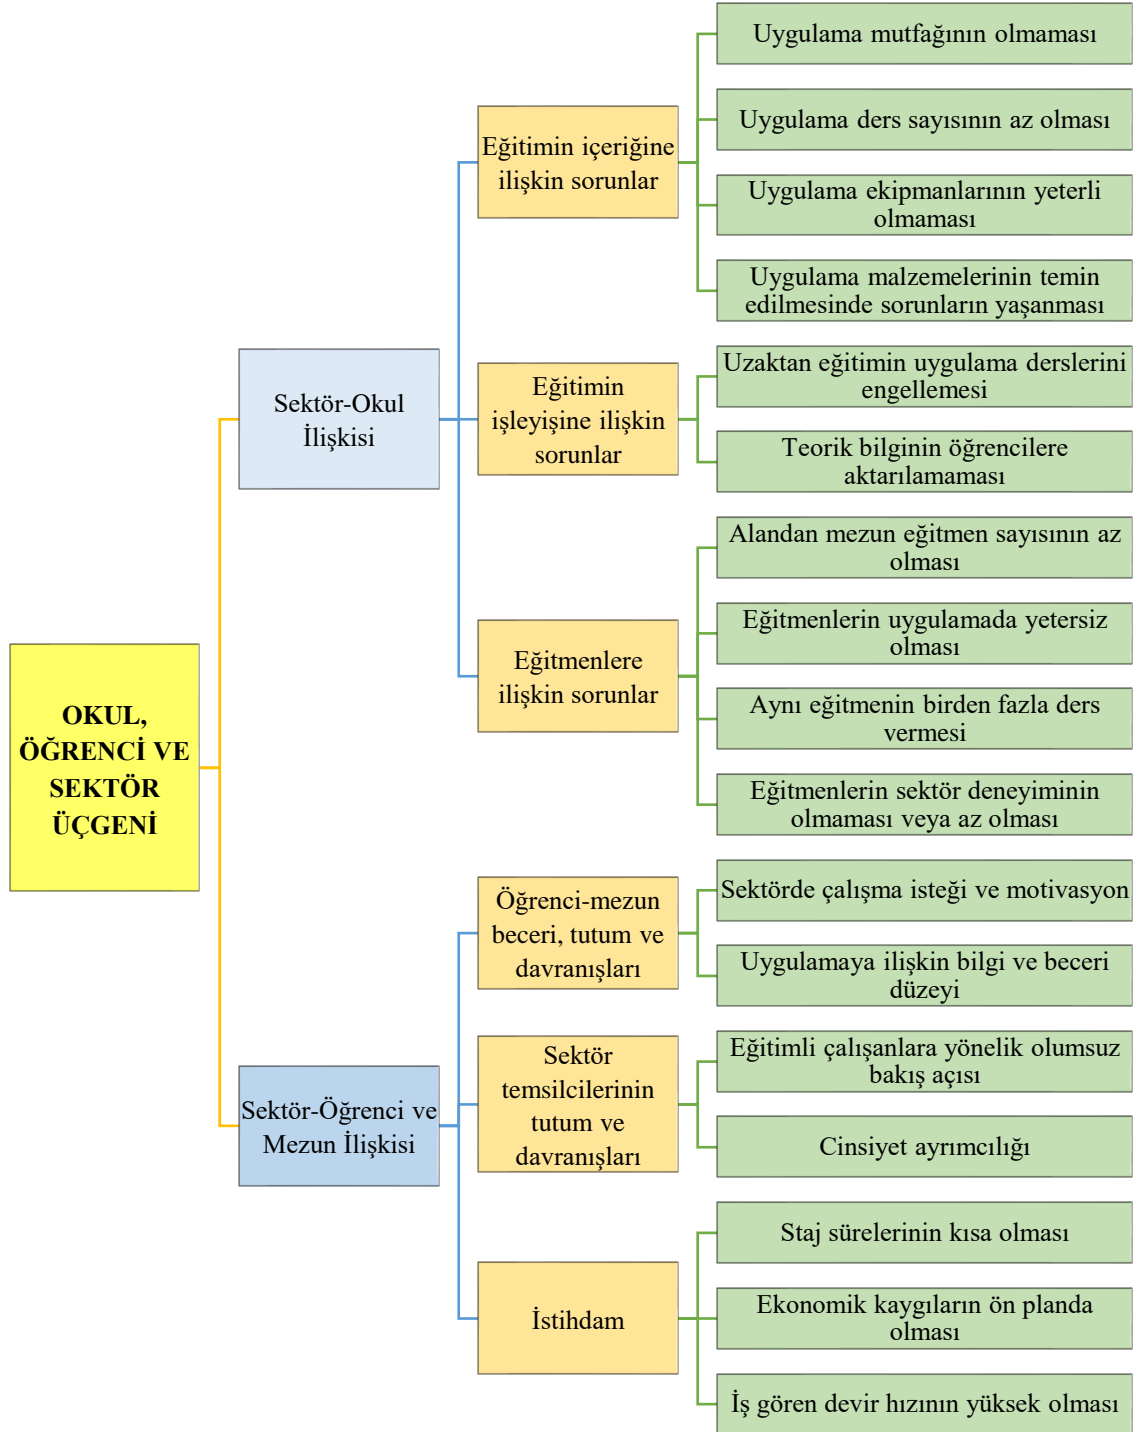 OKUL,
ÖĞRENCİ VE
SEKTÖR
ÜÇGENİ
Sektör-Okul
İlişkisi
Eğitimin içeriğine
ilişkin sorunlar
Uygulama mutfağının olmaması
Uygulama ders sayısının az olması
Uygulama ekipmanlarının yeterli
olmaması
Uygulama malzemelerinin temin
edilmesinde sorunların yaşanması
Eğitimin
işleyişine ilişkin
sorunlar
Uzaktan eğitimin uygulama derslerini
engellemesi
Teorik bilginin öğrencilere
aktarılamaması
Eğitmenlere
ilişkin sorunlar
Alandan mezun eğitmen sayısının az
olması
Eğitmenlerin uygulamada yetersiz
olması
Aynı eğitmenin birden fazla ders
vermesi
Eğitmenlerin sektör deneyiminin
olmaması veya az olması
Sektör-Öğrenci ve
Mezun İlişkisi
Öğrenci-mezun
beceri, tutum ve
davranışları
Sektörde çalışma isteği ve motivasyon
Uygulamaya ilişkin bilgi ve beceri
düzeyi
Sektör
temsilcilerinin
tutum ve
davranışları
Eğitimli çalışanlara yönelik olumsuz
bakış açısı
Cinsiyet ayrımcılığı
İstihdam
Staj sürelerinin kısa olması
Ekonomik kaygıların ön planda
olması
İş gören devir hızının yüksek olması